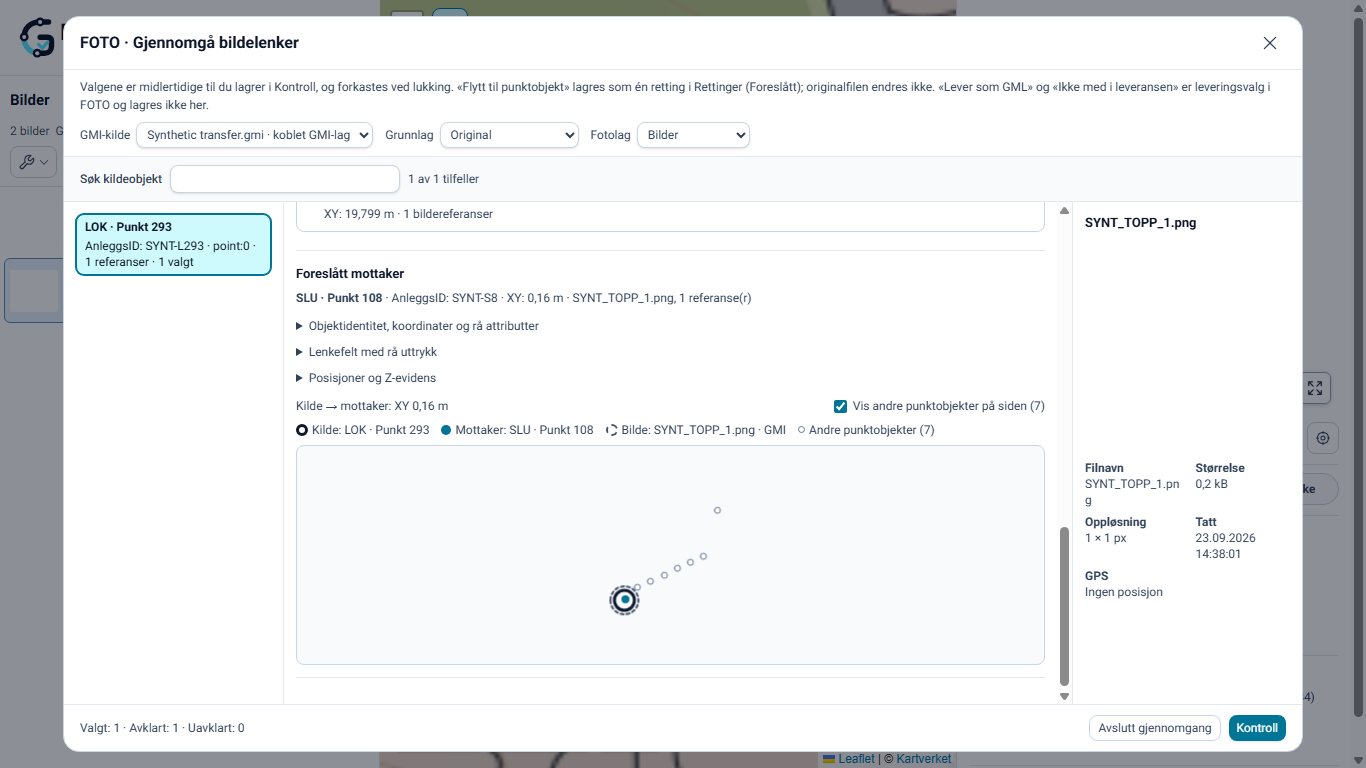 FOTO · Gjennomgå bildelenker
Valgene er midlertidige til du lagrer i Kontroll, og forkastes ved lukking. «Flytt til punktobjekt» lagres som én retting i Rettinger (Foreslått); originalfilen endres ikke. «Lever som GML» og «Ikke med i leveransen» er leveringsvalg i
FOTO og lagres ikke her.
GMI-kilde Synthetic transfer.gmi · koblet GMI-lag Grunnlag Original Fotolag Bilder
Søk kildeobjekt 1 av 1 tilfeller
Bilder
2 bilder G
LOK · Punkt 293
AnleggsID: SYNT-L293 · point:0 ·
1 referanser · 1 valgt
XY: 19,799 m · 1 bildereferanser
Foreslått mottaker
SLU · Punkt 108 · AnleggsID: SYNT-S8 · XY: 0,16 m · SYNT_TOPP_1.png, 1 referanse(r)
Objektidentitet, koordinater og rå attributter
Lenkefelt med rå uttrykk
Posisjoner og Z-evidens
Kilde → mottaker: XY 0,16 m
Vis andre punktobjekter på siden (7)
Kilde: LOK · Punkt 293 Mottaker: SLU · Punkt 108 Bilde: SYNT_TOPP_1.png · GMI Andre punktobjekter (7)
SYNT_TOPP_1.png
Filnavn
SYNT_TOPP_1.pn
g
Størrelse
0,2 kB
Oppløsning
1 × 1 px
Tatt
23.09.2026
14:38:01
GPS
Ingen posisjon
ke
4)
Valgt: 1 · Avklart: 1 · Uavklart: 0
Avslutt gjennomgang
Kontroll
Leaflet | © Kartverket